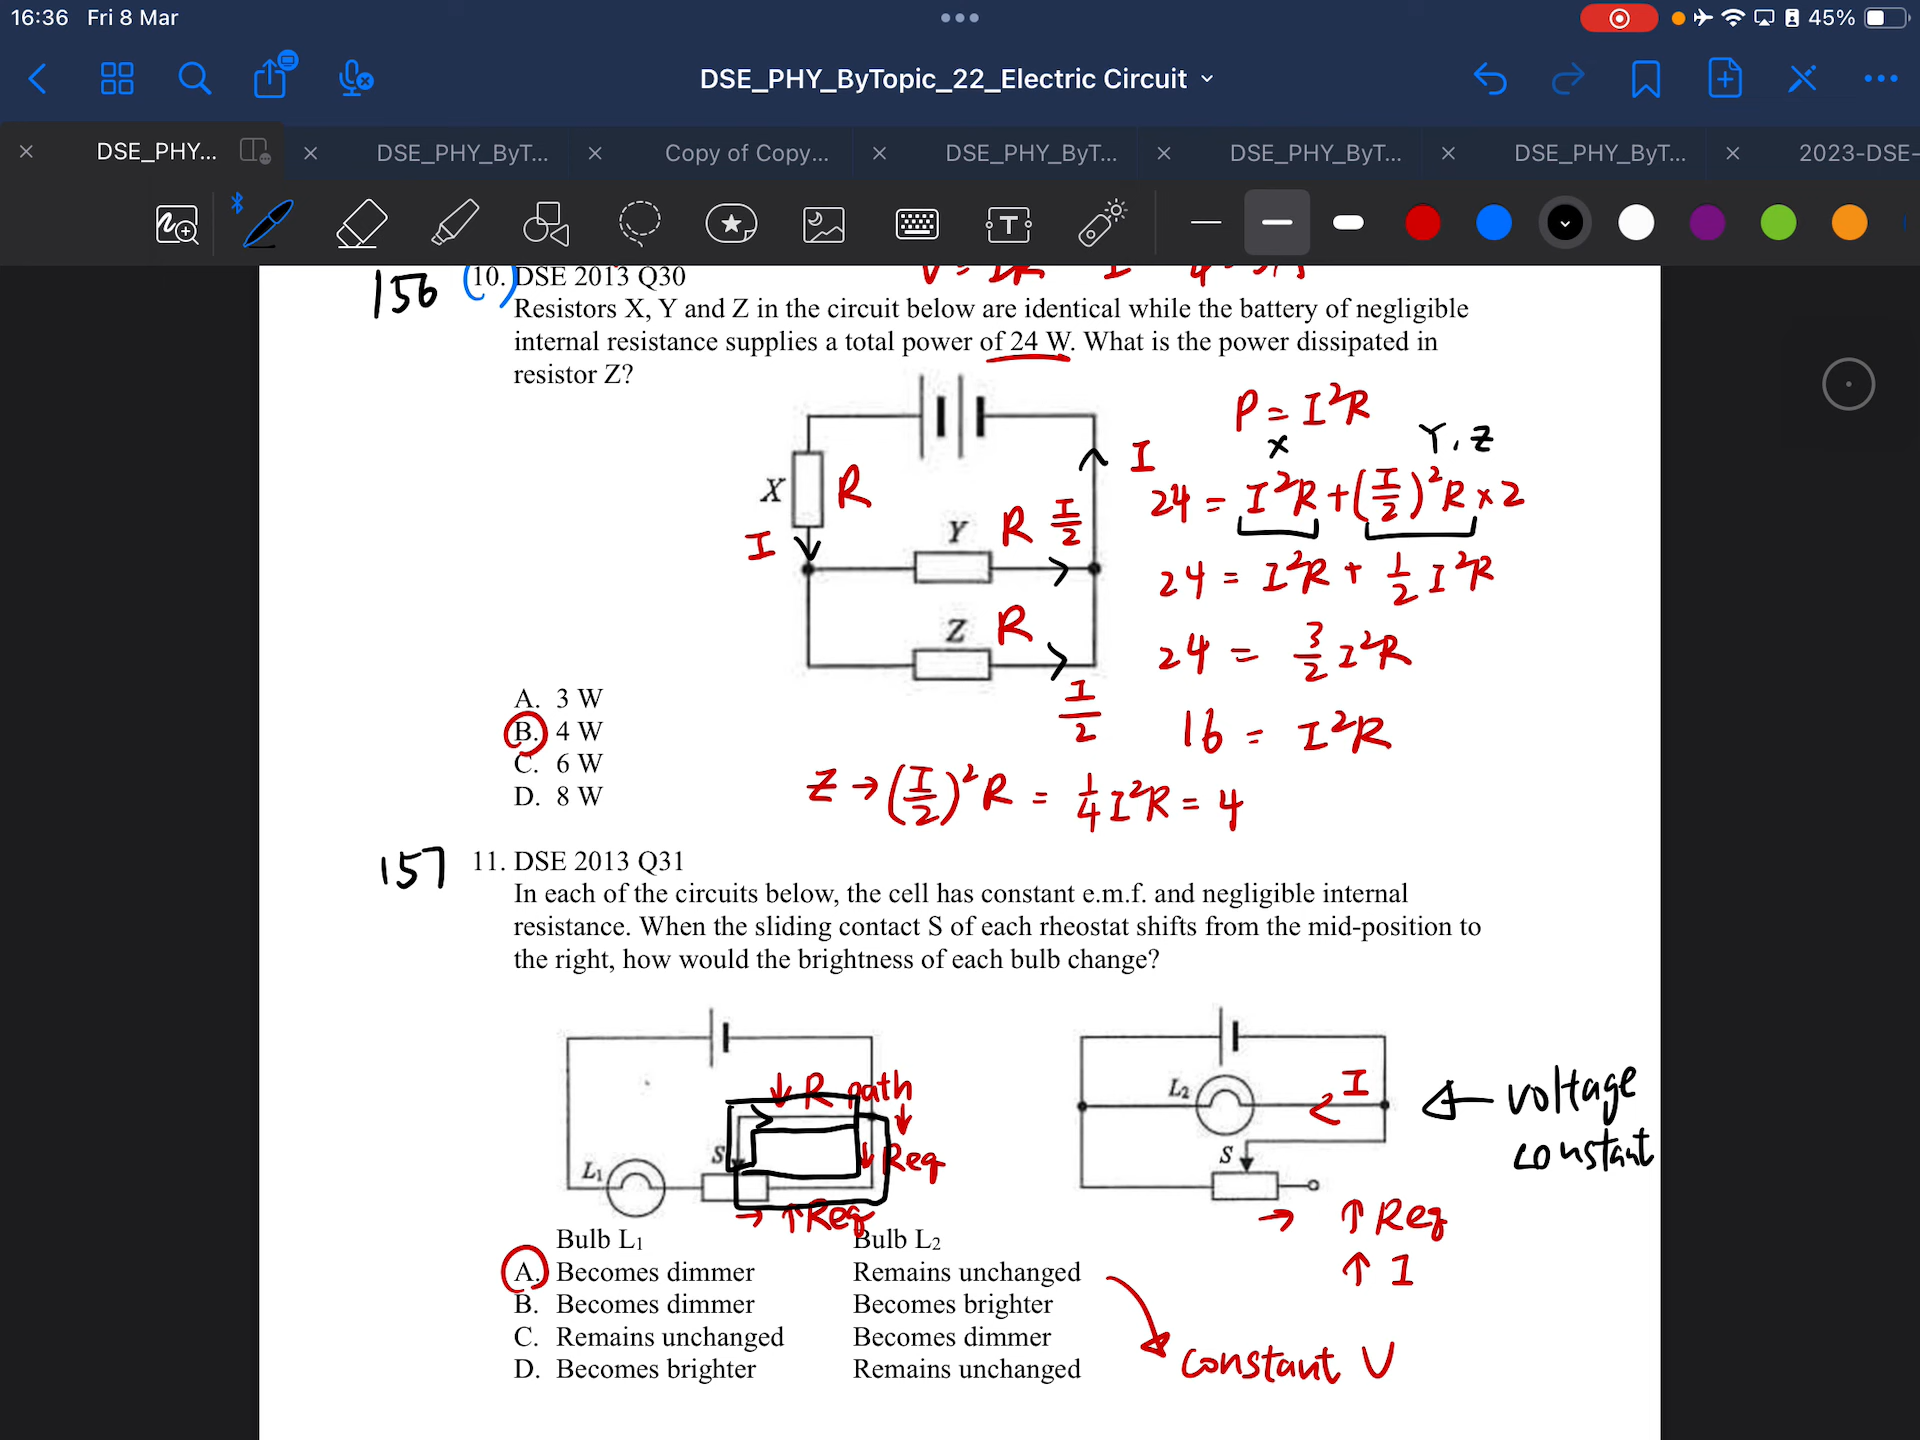 16:36 Fri 8 Mar
45%
DSE_PHY_ByTopic_22_Electric Circuit
DSE_PHY...
DSE_PHY_ByT...
Copy of Copy...
DSE_PHY_ByT...
DSE_PHY_ByT...
DSE_PHY_ByT...
2023-DSE-
156
10. DSE 2013 Q30
Resistors X, Y and Z in the circuit below are identical while the battery of negligible
internal resistance supplies a total power of 24 W. What is the power dissipated in
resistor Z?
P = I²R
X
Y, Z
24 = I²R + (I/2)²R × 2
24 = I²R + 1/2 I²R
24 = 3/2 I²R
16 = I²R
X R
I
I
Y R I/2
Z R
I/2
A. 3 W
B. 4 W
C. 6 W
D. 8 W
Z → (I/2)²R = 1/4 I²R = 4
157
11. DSE 2013 Q31
In each of the circuits below, the cell has constant e.m.f. and negligible internal
resistance. When the sliding contact S of each rheostat shifts from the mid-position to
the right, how would the brightness of each bulb change?
↓ R path
↓
↓ Req
S
L1
→ ↑ Req
L2
I
S
← voltage
constant
→ ↑ Req
↑ I
Bulb L1 Bulb L2
A. Becomes dimmer Remains unchanged
B. Becomes dimmer Becomes brighter
C. Remains unchanged Becomes dimmer
D. Becomes brighter Remains unchanged
constant V